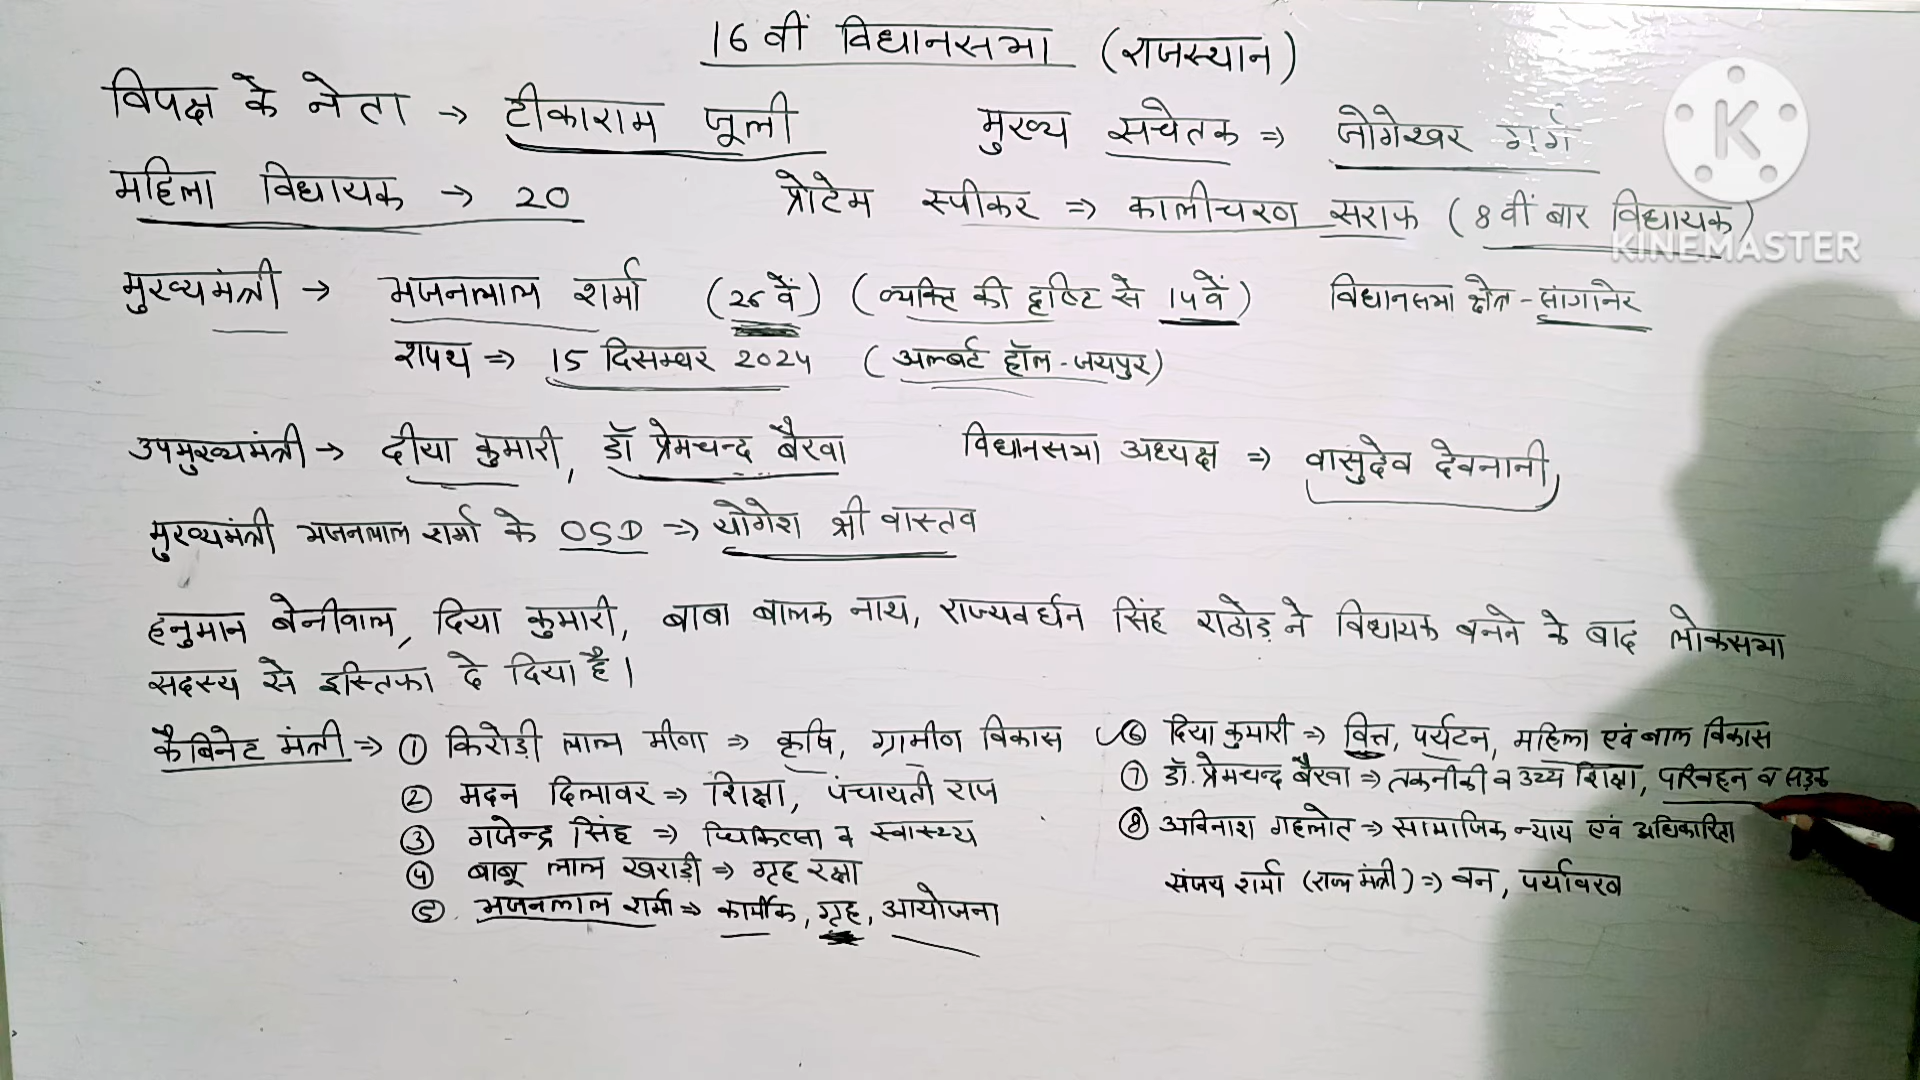 16 वीं विधानसभा (राजस्थान)
विपक्ष के नेता → टीकाराम जूली
मुख्य सचेतक ⇒ जोगेश्वर गर्ग
महिला विधायक → 20
प्रोटेम स्पीकर ⇒ कालीचरण सराफ (8 वीं बार विधायक)
K
KINEMASTER
मुख्यमंत्री → भजनलाल शर्मा (26 वें) (व्यक्ति की दृष्टि से 14 वें) विधानसभा क्षेत्र - सांगानेर
शपथ ⇒ 15 दिसम्बर 2024 (अल्बर्ट हॉल - जयपुर)
उपमुख्यमंत्री → दीया कुमारी, डॉ प्रेमचन्द बैरवा
विधानसभा अध्यक्ष ⇒ वासुदेव देवनानी
मुख्यमंत्री भजनलाल शर्मा के OSD ⇒ योगेश श्री वास्तव
हनुमान बेनीवाल, दिया कुमारी, बाबा बालक नाथ, राज्यवर्धन सिंह राठोड़ ने विधायक बनने के बाद लोकसभा
सदस्य से इस्तिफा दे दिया है।
कैबिनेट मंत्री ⇒ ① किरोड़ी लाल मीणा ⇒ कृषि, ग्रामीण विकास
② मदन दिलावर ⇒ शिक्षा, पंचायती राज
③ गजेन्द्र सिंह ⇒ चिकित्सा व स्वास्थ्य
④ बाबू लाल खराड़ी ⇒ गृह रक्षा
⑤ भजनलाल शर्मा ⇒ कार्मीक, गृह, आयोजना
⑥ दिया कुमारी ⇒ वित्त, पर्यटन, महिला एवं बाल विकास
⑦ डॉ. प्रेमचन्द बैरवा ⇒ तकनीकी व उच्च शिक्षा, परिवहन व सड़क
⑧ अविनाश गहलोत ⇒ सामाजिक न्याय एवं अधिकारिता
संजय शर्मा (राज्य मंत्री) ⇒ वन, पर्यावरण